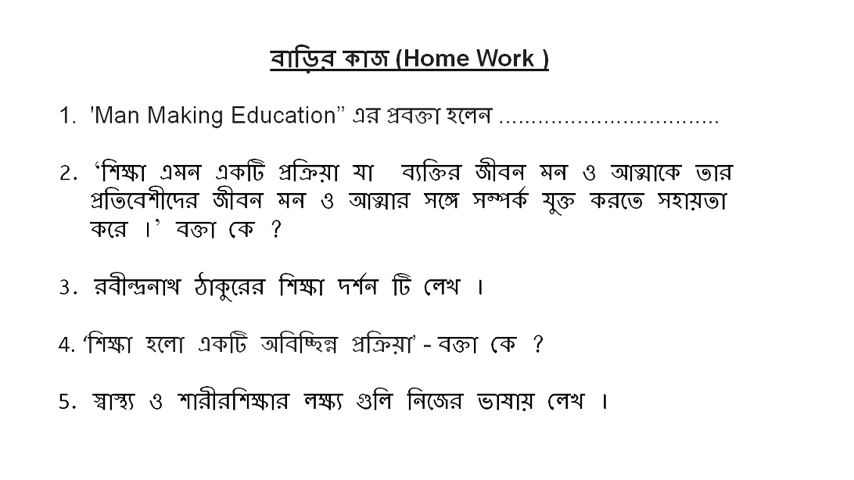 বাড়ির কাজ (Home Work )
1. 'Man Making Education” এর প্রবক্তা হলেন ..................................
2. ‘শিক্ষা এমন একটি প্রক্রিয়া যা ব্যক্তির জীবন মন ও আত্মাকে তার
প্রতিবেশীদের জীবন মন ও আত্মার সঙ্গে সম্পর্ক যুক্ত করতে সহায়তা
করে ।’ বক্তা কে ?
3. রবীন্দ্রনাথ ঠাকুরের শিক্ষা দর্শন টি লেখ ।
4. ‘শিক্ষা হলো একটি অবিচ্ছিন্ন প্রক্রিয়া’ - বক্তা কে ?
5. স্বাস্থ্য ও শারীরশিক্ষার লক্ষ্য গুলি নিজের ভাষায় লেখ ।